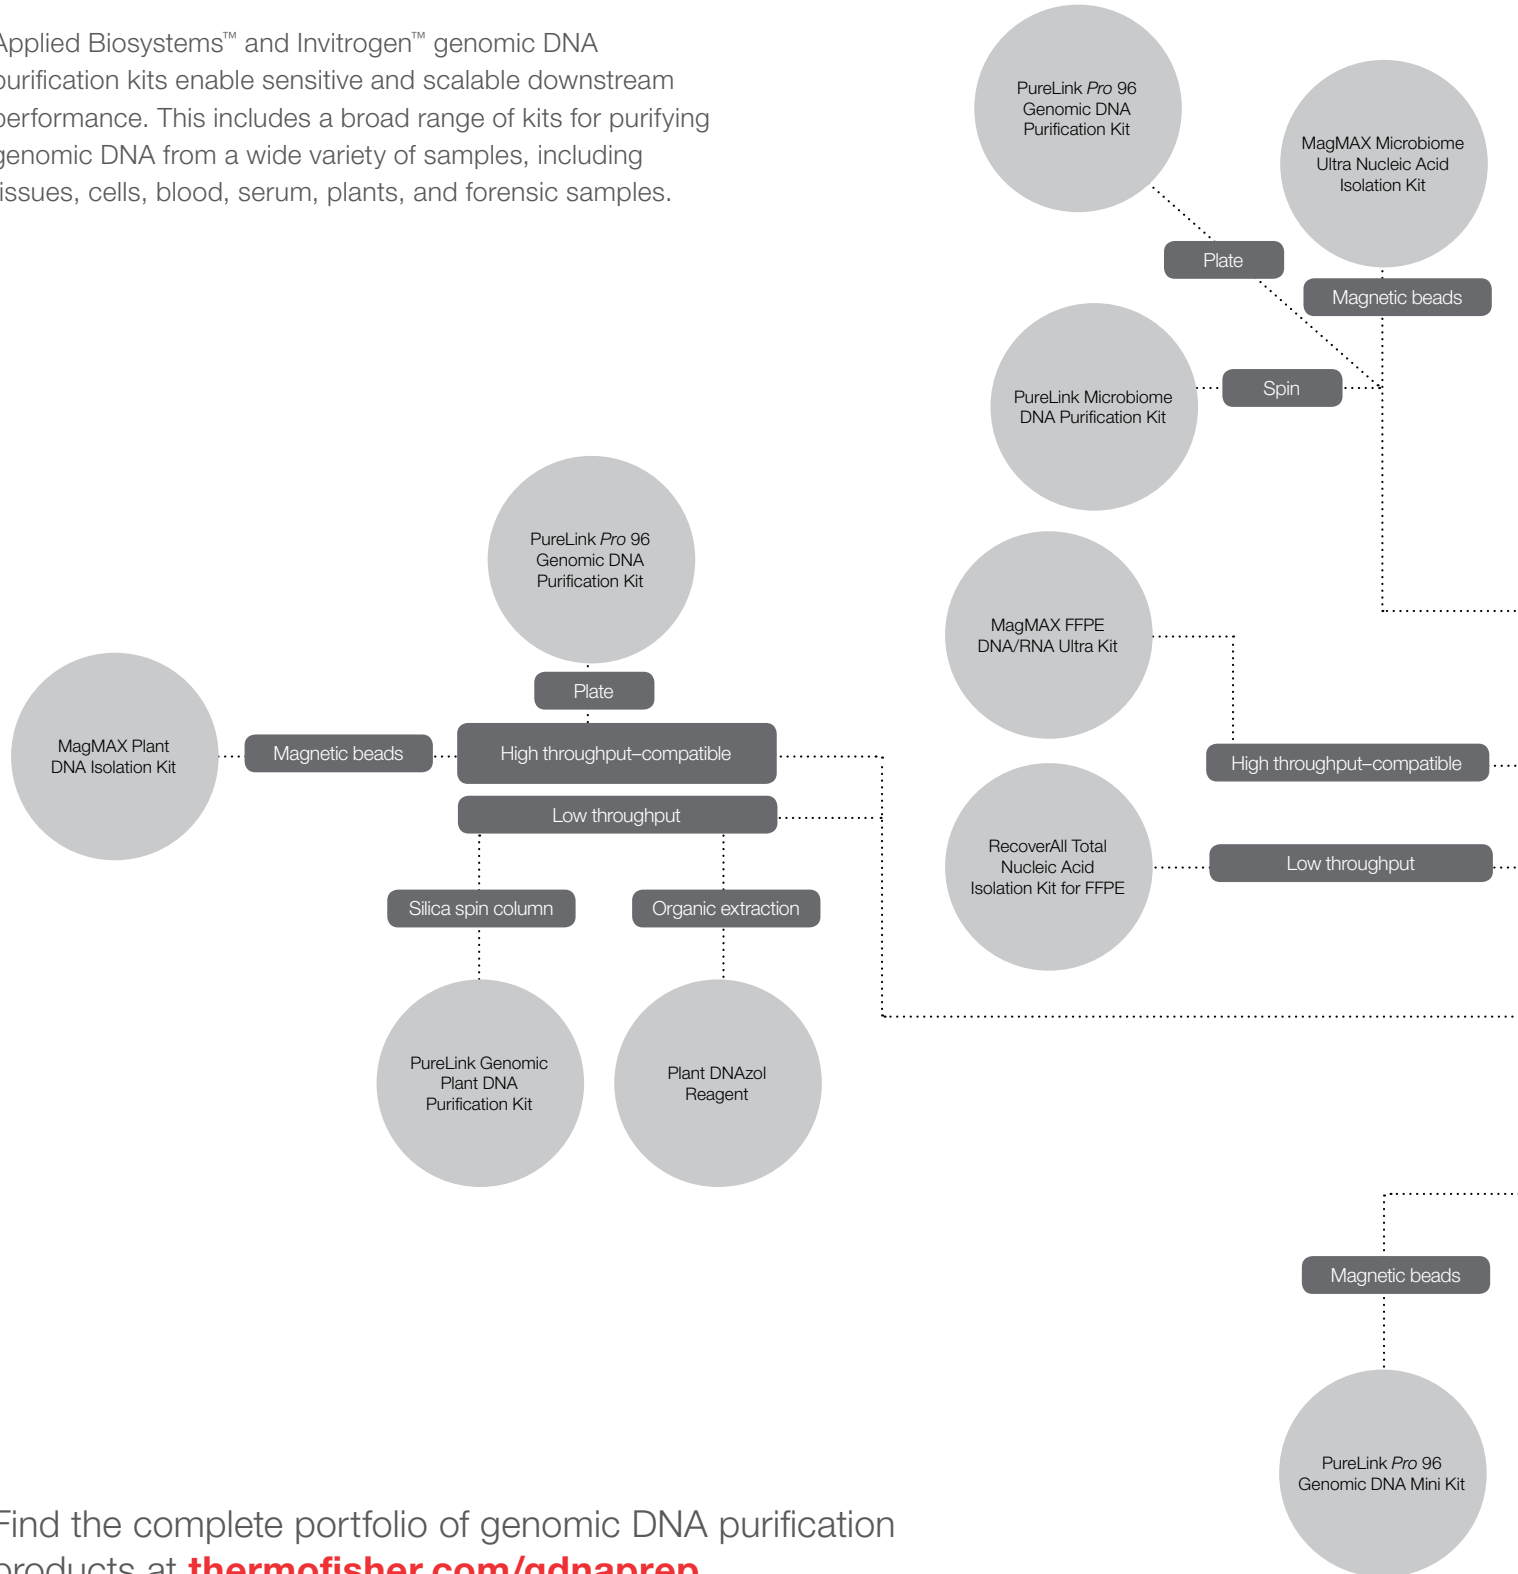 Applied Biosystems™ and Invitrogen™ genomic DNA
purification kits enable sensitive and scalable downstream
performance. This includes a broad range of kits for purifying
genomic DNA from a wide variety of samples, including
tissues, cells, blood, serum, plants, and forensic samples.
PureLink Pro 96
Genomic DNA
Purification Kit
MagMAX Microbiome
Ultra Nucleic Acid
Isolation Kit
Plate
Magnetic beads
PureLink Microbiome
DNA Purification Kit
Spin
PureLink Pro 96
Genomic DNA
Purification Kit
Plate
MagMAX Plant
DNA Isolation Kit
Magnetic beads
High throughput–compatible
Low throughput
Silica spin column
Organic extraction
PureLink Genomic
Plant DNA
Purification Kit
Plant DNAzol
Reagent
MagMAX FFPE
DNA/RNA Ultra Kit
High throughput–compatible
RecoverAll Total
Nucleic Acid
Isolation Kit for FFPE
Low throughput
Magnetic beads
PureLink Pro 96
Genomic DNA Mini Kit
Find the complete portfolio of genomic DNA purification
products at thermofisher.com/gdnaprep